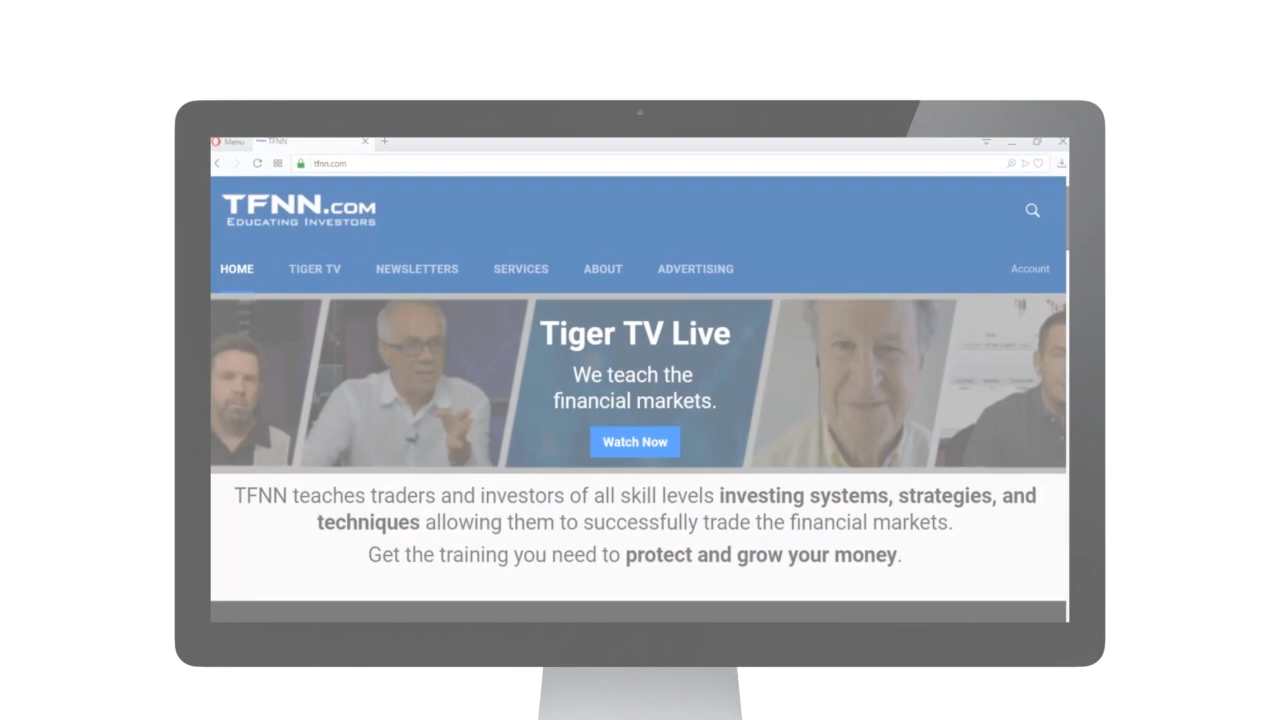 Menu
TFNN
tfnn.com
TFNN.COM
EDUCATING INVESTORS
HOME TIGER TV NEWSLETTERS SERVICES ABOUT ADVERTISING Account
Tiger TV Live
We teach the
financial markets.
Watch Now
TFNN teaches traders and investors of all skill levels investing systems, strategies, and
techniques allowing them to successfully trade the financial markets.
Get the training you need to protect and grow your money.